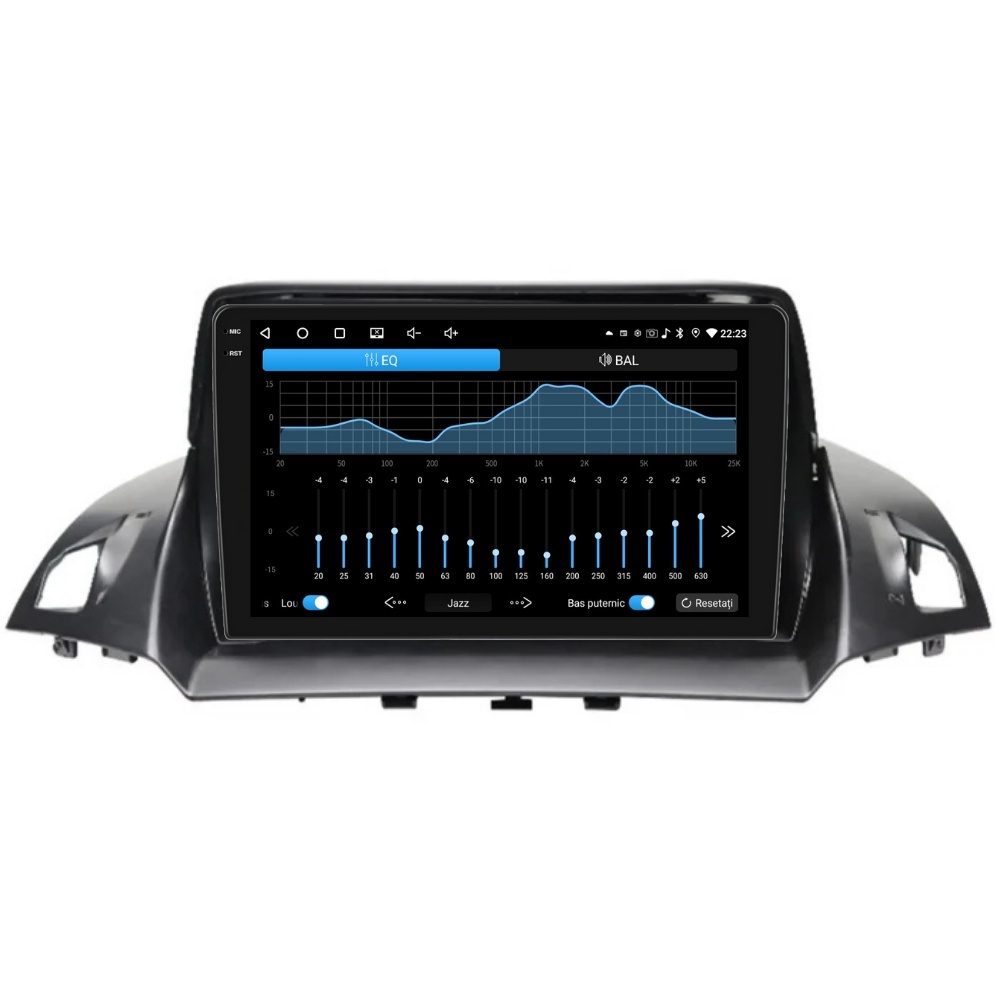 MIC
22:23
RST
EQ
BAL
15
0
-15
20 50 100 200 500 1K 2K 5K 10K 25K
-4 -4 -3 -1 0 -4 -6 -10 -10 -11 -4 -3 -2 -2 +2 +5
15
0
-15
20 25 31 40 50 63 80 100 125 160 200 250 315 400 500 630
s Lou Jazz Bas puternic Resetați